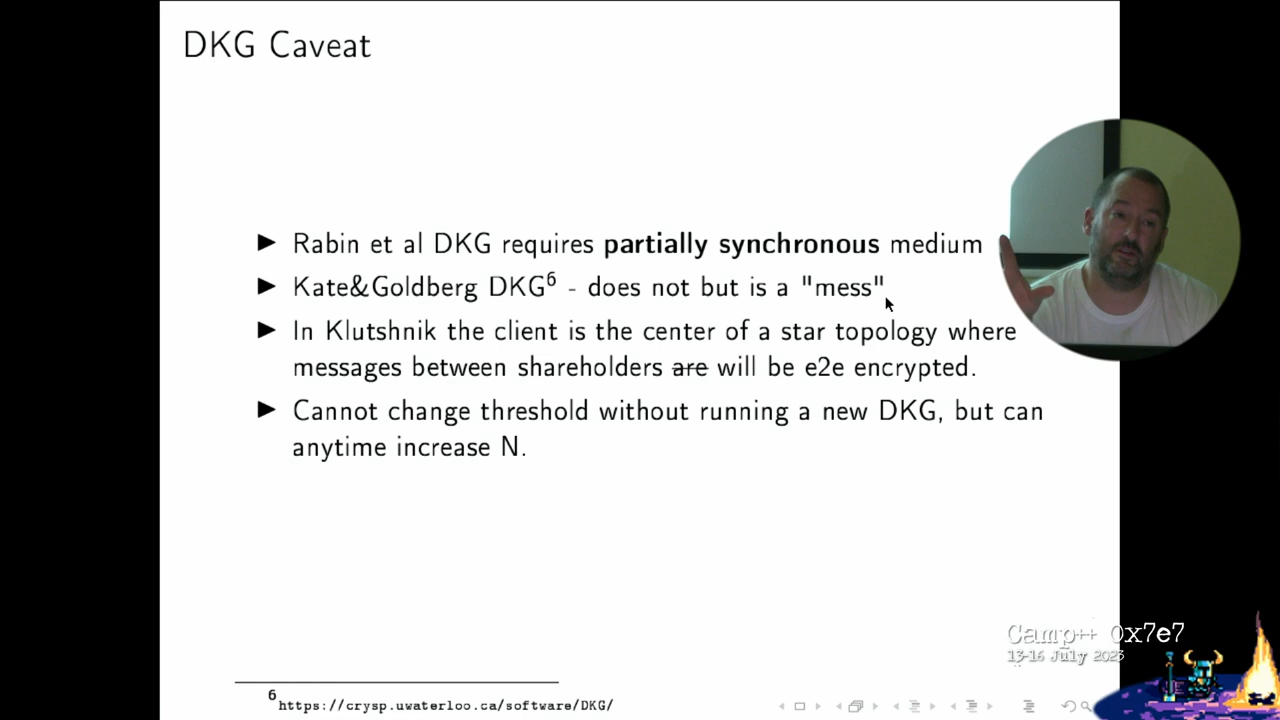 DKG Caveat
▶ Rabin et al DKG requires partially synchronous medium
▶ Kate&Goldberg DKG⁶ - does not but is a "mess"
▶ In Klutshnik the client is the center of a star topology where
messages between shareholders are will be e2e encrypted.
▶ Cannot change threshold without running a new DKG, but can
anytime increase N.
Camp++ 0x7e7
13-16 July 2023
⁶https://crysp.uwaterloo.ca/software/DKG/